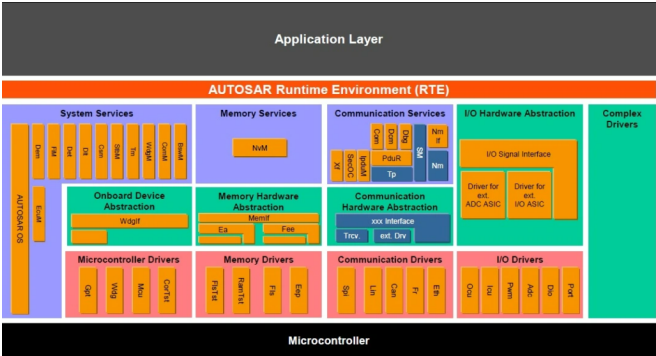 Application Layer
AUTOSAR Runtime Environment (RTE)
System Services
AUTOSAR OS
Dem
FiM
Det
Dlt
Csm
StbM
Tm
WdgM
ComM
BswM
EcuM
Memory Services
NvM
Communication Services
Com
Dcm
Dbg
SM
Nm
If
Xf
SecOC
IpduM
PduR
Tp
Nm
I/O Hardware Abstraction
I/O Signal Interface
Driver for
ext.
ADC ASIC
Driver for
ext.
I/O ASIC
Complex
Drivers
Onboard Device
Abstraction
WdgIf
Memory Hardware
Abstraction
MemIf
Ea
Fee
Communication
Hardware Abstraction
xxx Interface
Trcv.
ext. Drv
Microcontroller Drivers
Gpt
Wdg
Mcu
CorTst
Memory Drivers
FlsTst
RamTst
Fls
Eep
Communication Drivers
Spi
Lin
Can
Fr
Eth
I/O Drivers
Ocu
Icu
Pwm
Adc
Dio
Port
Microcontroller